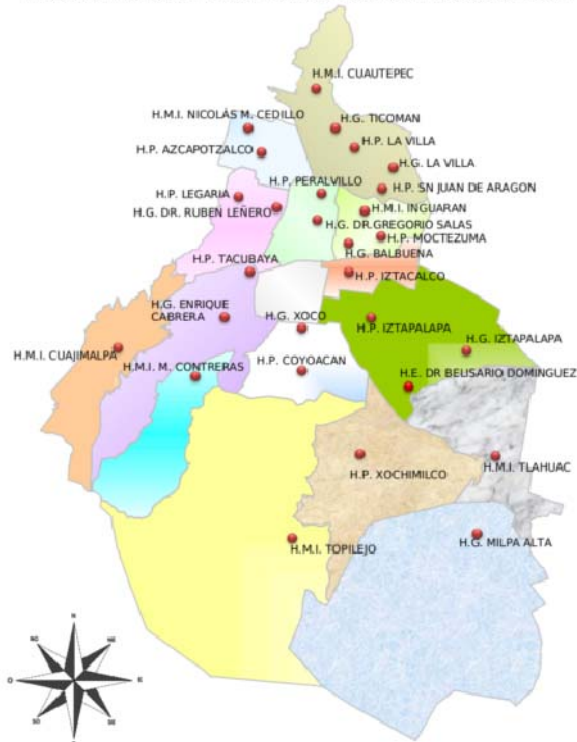 H.M.I. CUAUTEPEC
H.M.I. NICOLÁS M. CEDILLO
H.G. TICOMAN
H.P. LA VILLA
H.P. AZCAPOTZALCO
H.G. LA VILLA
H.P. PERALVILLO
H.P. SN JUAN DE ARAGON
H.P. LEGARIA
H.M.I. INGUARAN
H.G. DR. RUBEN LEÑERO
H.G. DR.GREGORIO SALAS
H.P. MOCTEZUMA
H.G. BALBUENA
H.P. TACUBAYA
H.P. IZTACALCO
H.G. ENRIQUE
CABRERA
H.G. XOCO
H.P. IZTAPALAPA
H.G. IZTAPALAPA
H.M.I. CUAJIMALPA
H.M.I. M. CONTRERAS
H.P. COYOACAN
H.E. DR BELISARIO DOMINGUEZ
H.P. XOCHIMILCO
H.M.I. TLAHUAC
H.M.I. TOPILEJO
H.G. MILPA ALTA
N
O